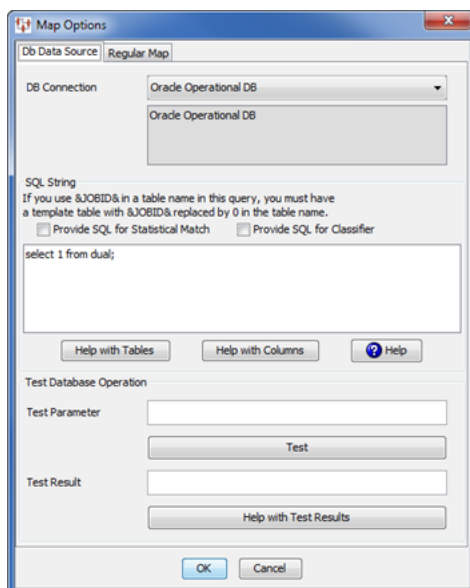 Map Options
Db Data Source Regular Map
DB Connection Oracle Operational DB
Oracle Operational DB
SQL String
If you use &JOBID& in a table name in this query, you must have
a template table with &JOBID& replaced by 0 in the table name.
Provide SQL for Statistical Match Provide SQL for Classifier
select 1 from dual;
Help with Tables Help with Columns ? Help
Test Database Operation
Test Parameter
Test
Test Result
Help with Test Results
OK Cancel